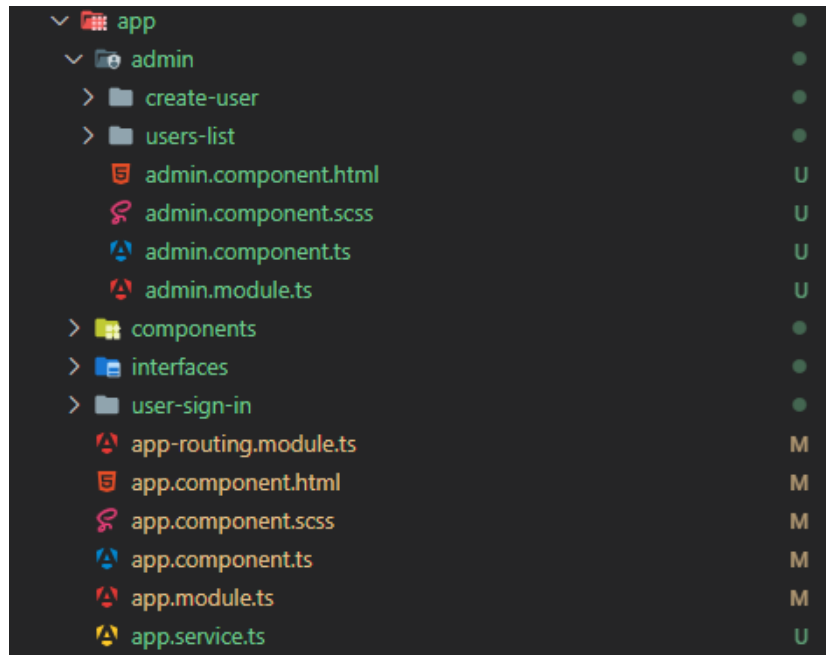 app
admin
create-user
users-list
admin.component.html U
admin.component.scss U
admin.component.ts U
admin.module.ts U
components
interfaces
user-sign-in
app-routing.module.ts M
app.component.html M
app.component.scss M
app.component.ts M
app.module.ts M
app.service.ts U